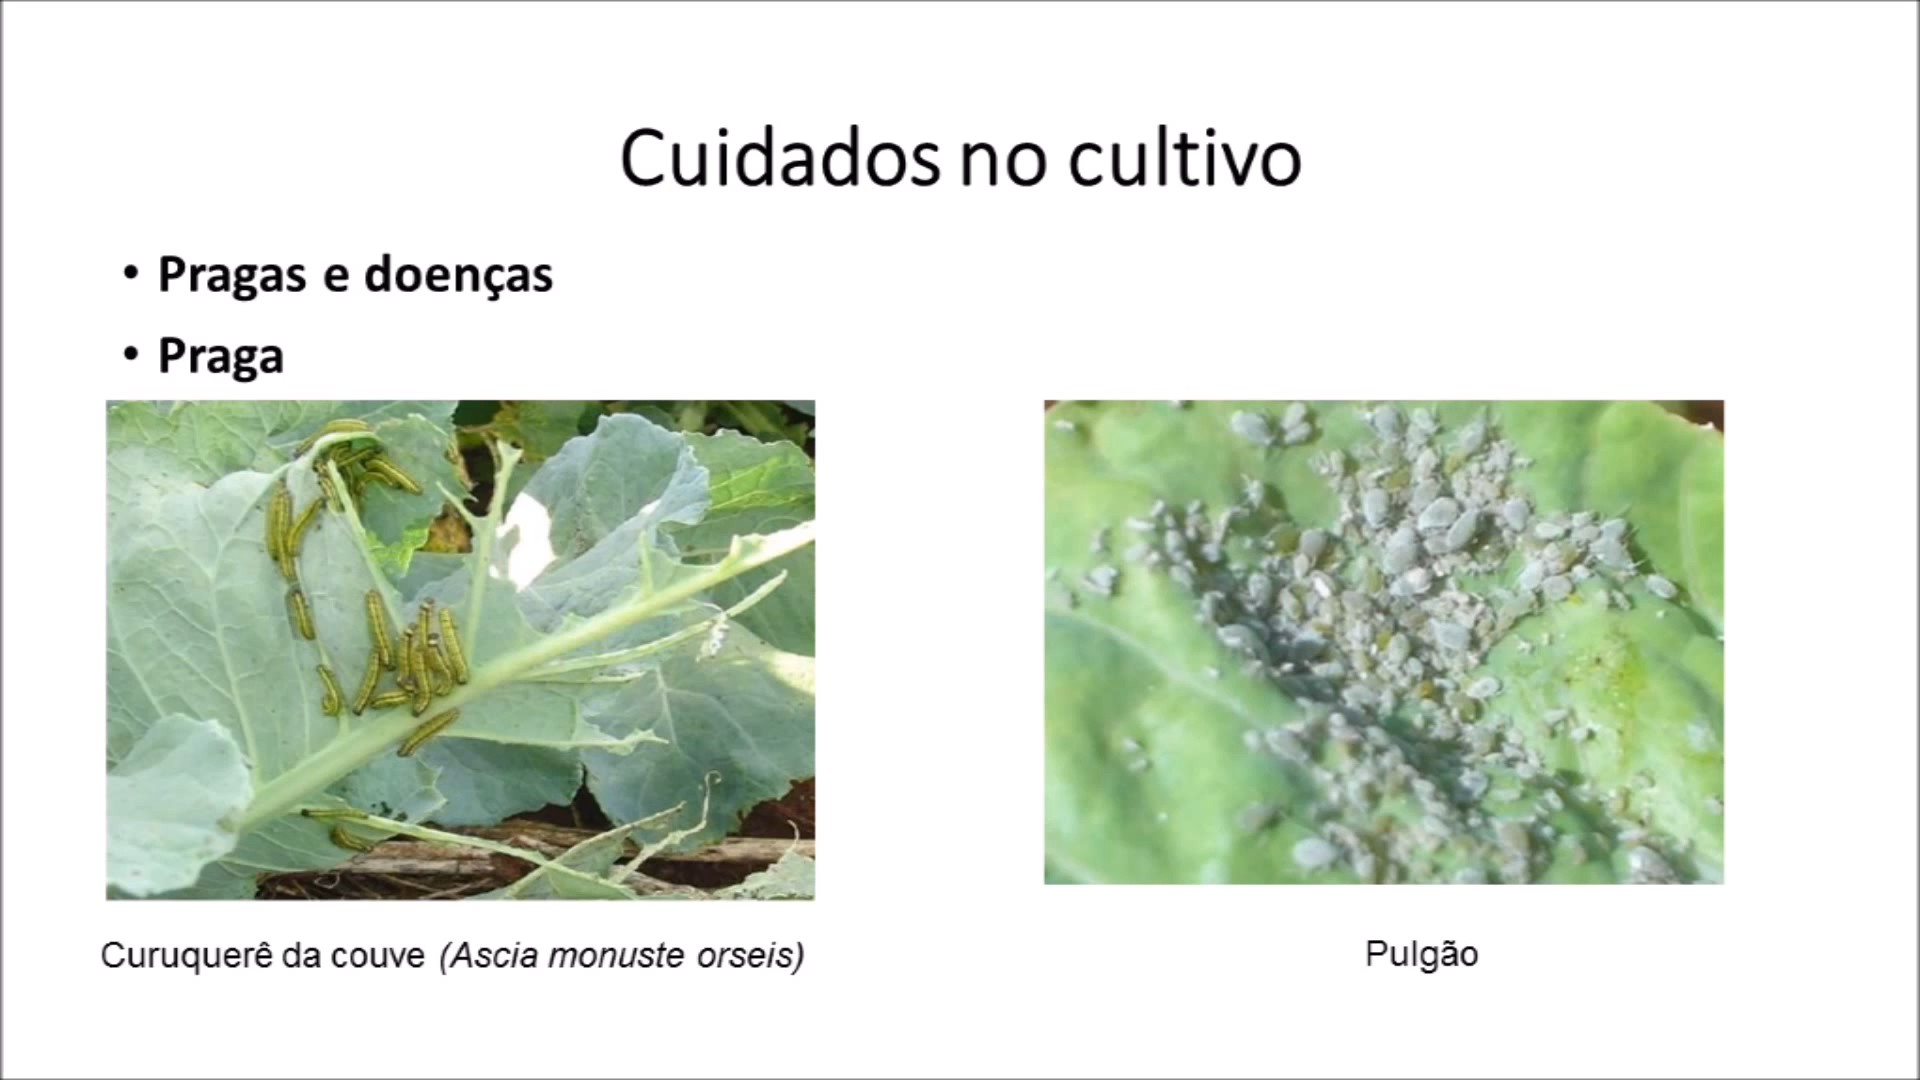 Cuidados no cultivo
• Pragas e doenças
• Praga
Curuquerê da couve (Ascia monuste orseis)
Pulgão